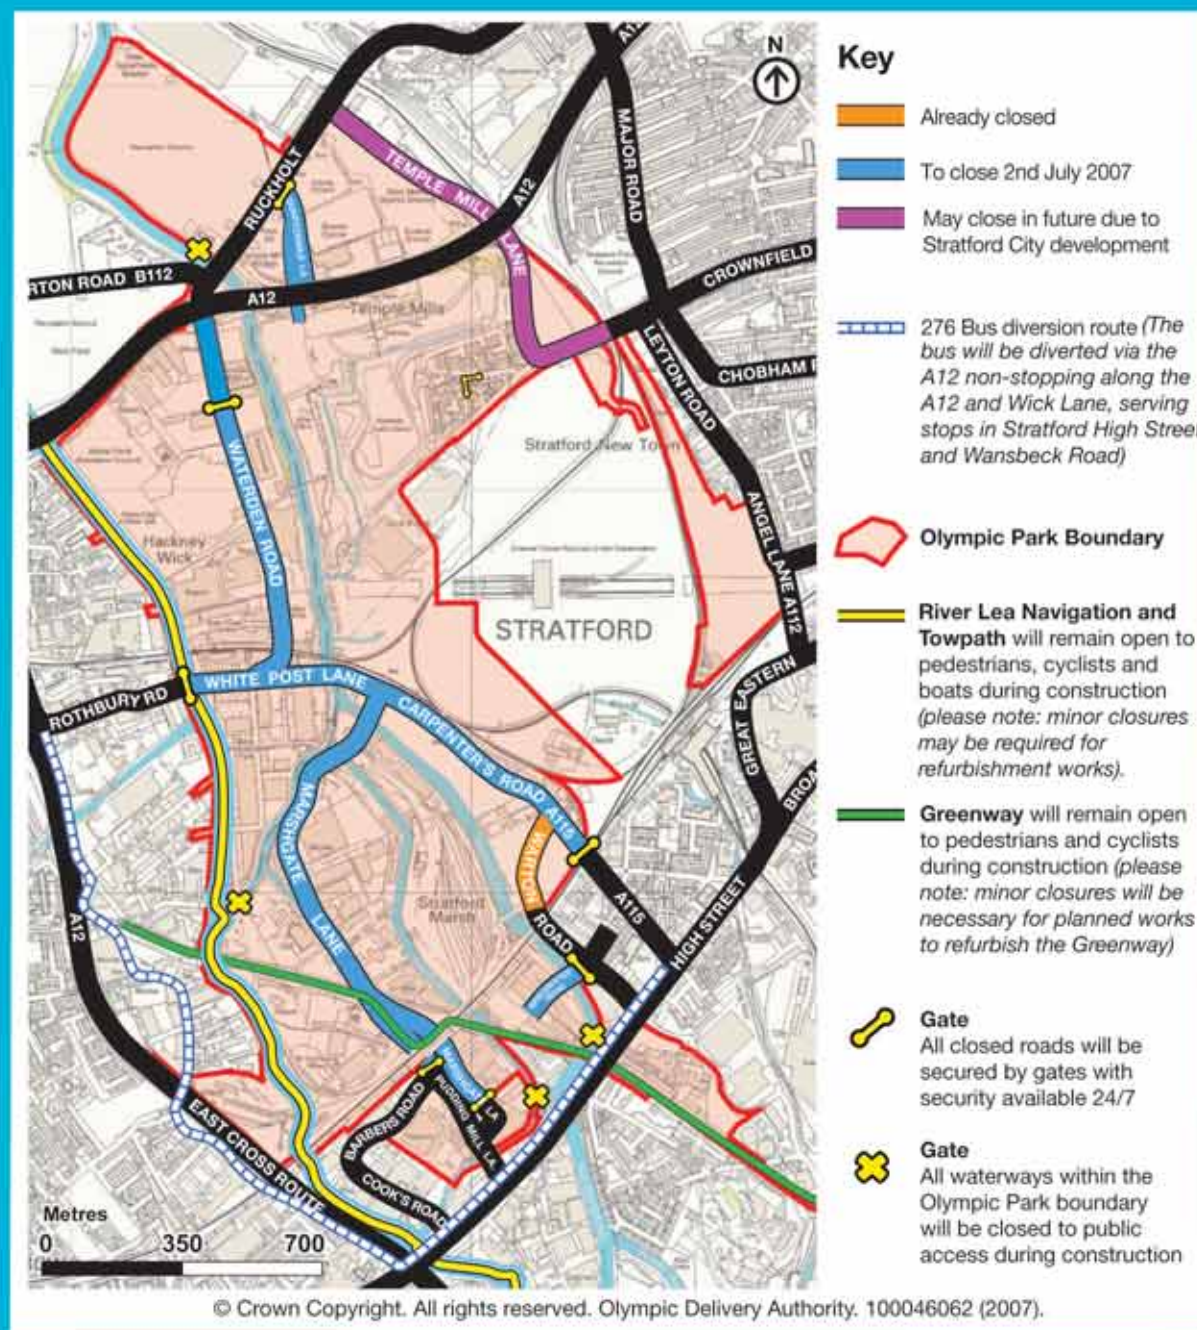 Key
Already closed
To close 2nd July 2007
May close in future due to
Stratford City development
276 Bus diversion route (The
bus will be diverted via the
A12 non-stopping along the
A12 and Wick Lane, serving
stops in Stratford High Street
and Wansbeck Road)
Olympic Park Boundary
River Lea Navigation and
Towpath will remain open to
pedestrians, cyclists and
boats during construction
(please note: minor closures
may be required for
refurbishment works).
Greenway will remain open
to pedestrians and cyclists
during construction (please
note: minor closures will be
necessary for planned works
to refurbish the Greenway)
Gate
All closed roads will be
secured by gates with
security available 24/7
Gate
All waterways within the
Olympic Park boundary
will be closed to public
access during construction
N
A12
MAJOR ROAD
TEMPLE MILL LANE
RUCKHOLT
A12
CROWNFIELD
RTON ROAD B112
A12
Temple Mills
LEYTON ROAD
CHOBHAM
Stratford New Town
WATERDEN ROAD
ANGEL LANE A112
Hackney
Wick
STRATFORD
WHITE POST LANE
ROTHBURY RD
CARPENTER'S ROAD A115
GREAT EASTERN
BROA
MARSHGATE LANE
WARTON
ROAD
Stratford
Marsh
A115
HIGH STREET
A12
BARBERS ROAD
PUDDING MILL LA
LA
COOK'S ROAD
EAST CROSS ROUTE
Metres
0 350 700
© Crown Copyright. All rights reserved. Olympic Delivery Authority. 100046062 (2007).